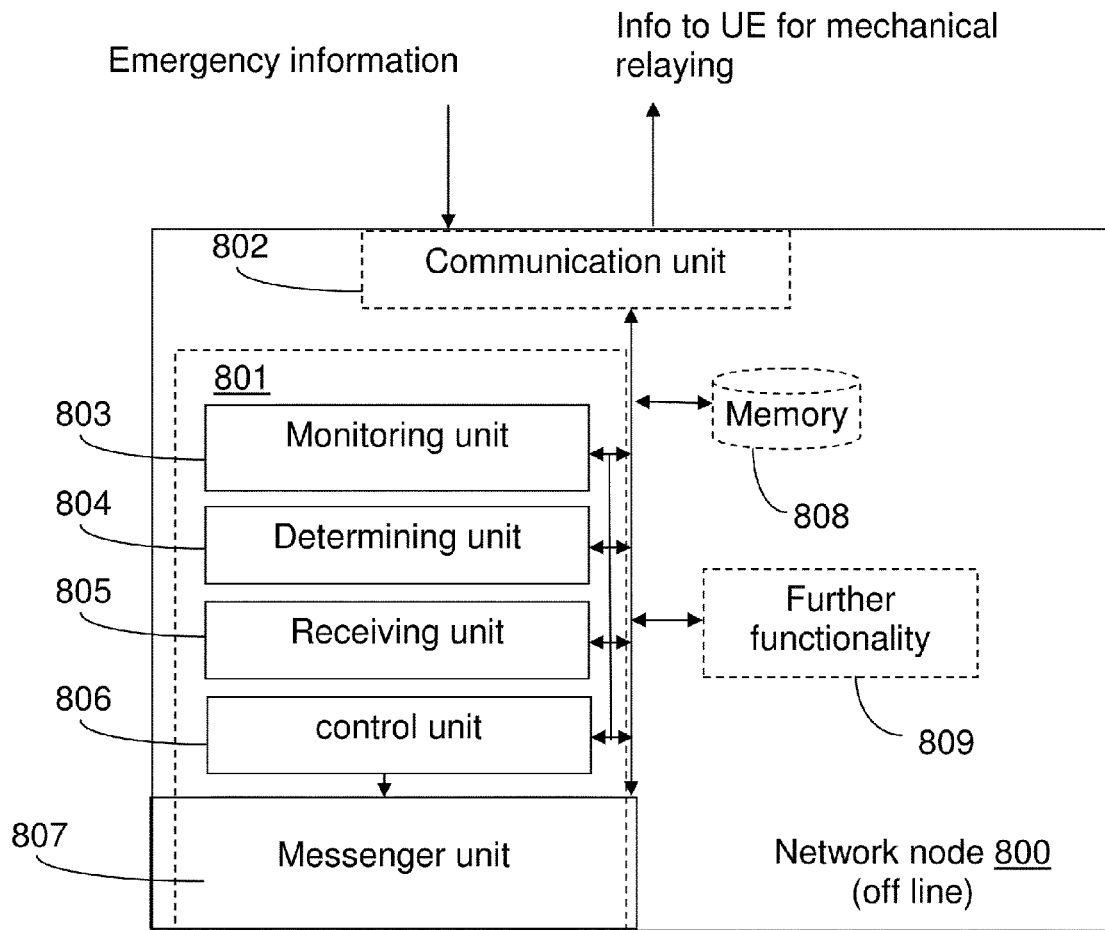 Info to UE for mechanical
relaying
Emergency information
802
Communication unit
801
803
Monitoring unit
Memory
804
808
Determining unit
805
Receiving unit
Further
functionality
806
control unit
809
807
Messenger unit
Network node 800
(off line)